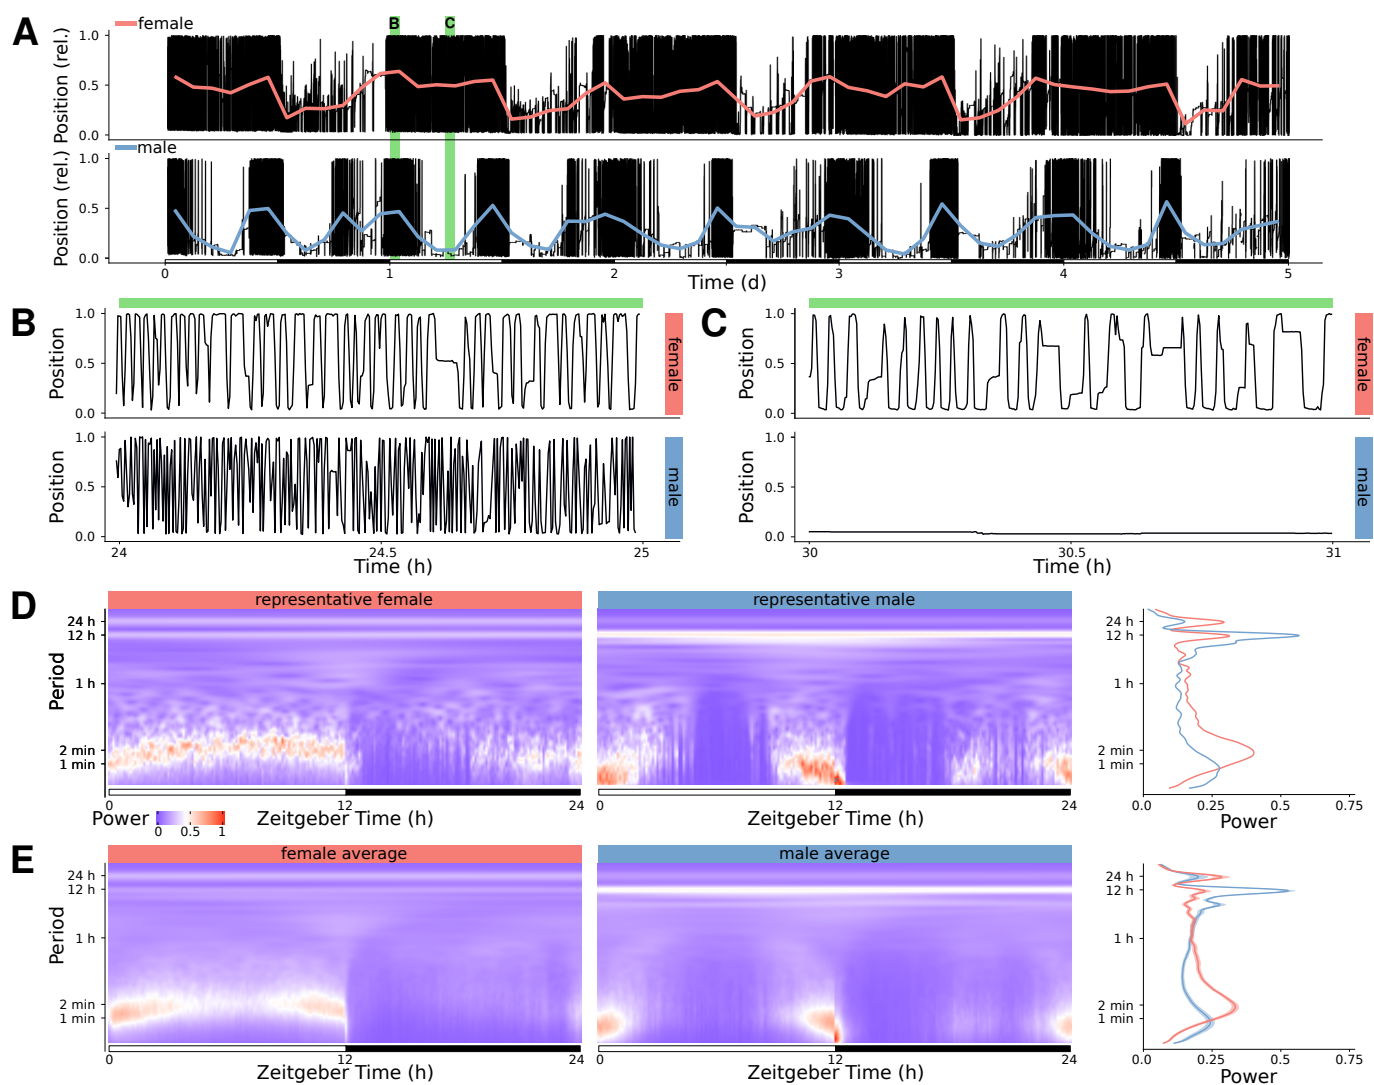 A
female
B
C
Position (rel.)
1.0
0.5
0.0
male
Position (rel.)
1.0
0.5
0.0
0 1 2 3 4 5
Time (d)
B
Position
1.0
0.5
0.0
female
Position
1.0
0.5
0.0
male
24 24.5 25
Time (h)
C
Position
1.0
0.5
0.0
female
Position
1.0
0.5
0.0
male
30 30.5 31
Time (h)
D
representative female
representative male
Period
24 h
12 h
1 h
2 min
1 min
0 12 24
Zeitgeber Time (h)
0 12 24
Zeitgeber Time (h)
Power
0 0.5 1
24 h
12 h
1 h
2 min
1 min
0.0 0.25 0.5 0.75
Power
E
female average
male average
Period
24 h
12 h
1 h
2 min
1 min
0 12 24
Zeitgeber Time (h)
0 12 24
Zeitgeber Time (h)
24 h
12 h
1 h
2 min
1 min
0.0 0.25 0.5 0.75
Power